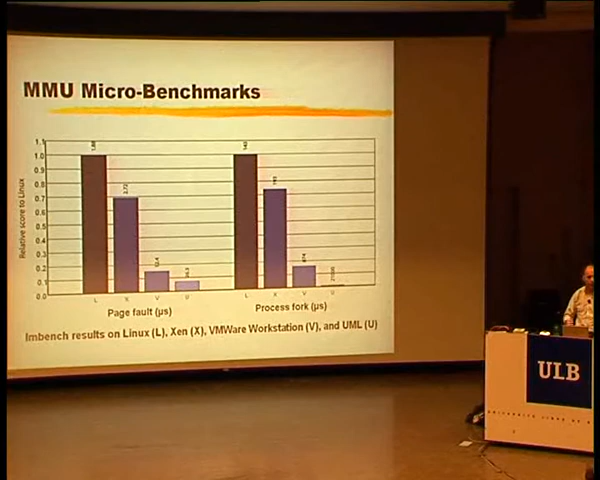 MMU Micro-Benchmarks
Relative score to Linux
1.1
1.0
0.9
0.8
0.7
0.6
0.5
0.4
0.3
0.2
0.1
0.0
L X V U
L X V U
Page fault (µs)
Process fork (µs)
lmbench results on Linux (L), Xen (X), VMWare Workstation (V), and UML (U)
ULB